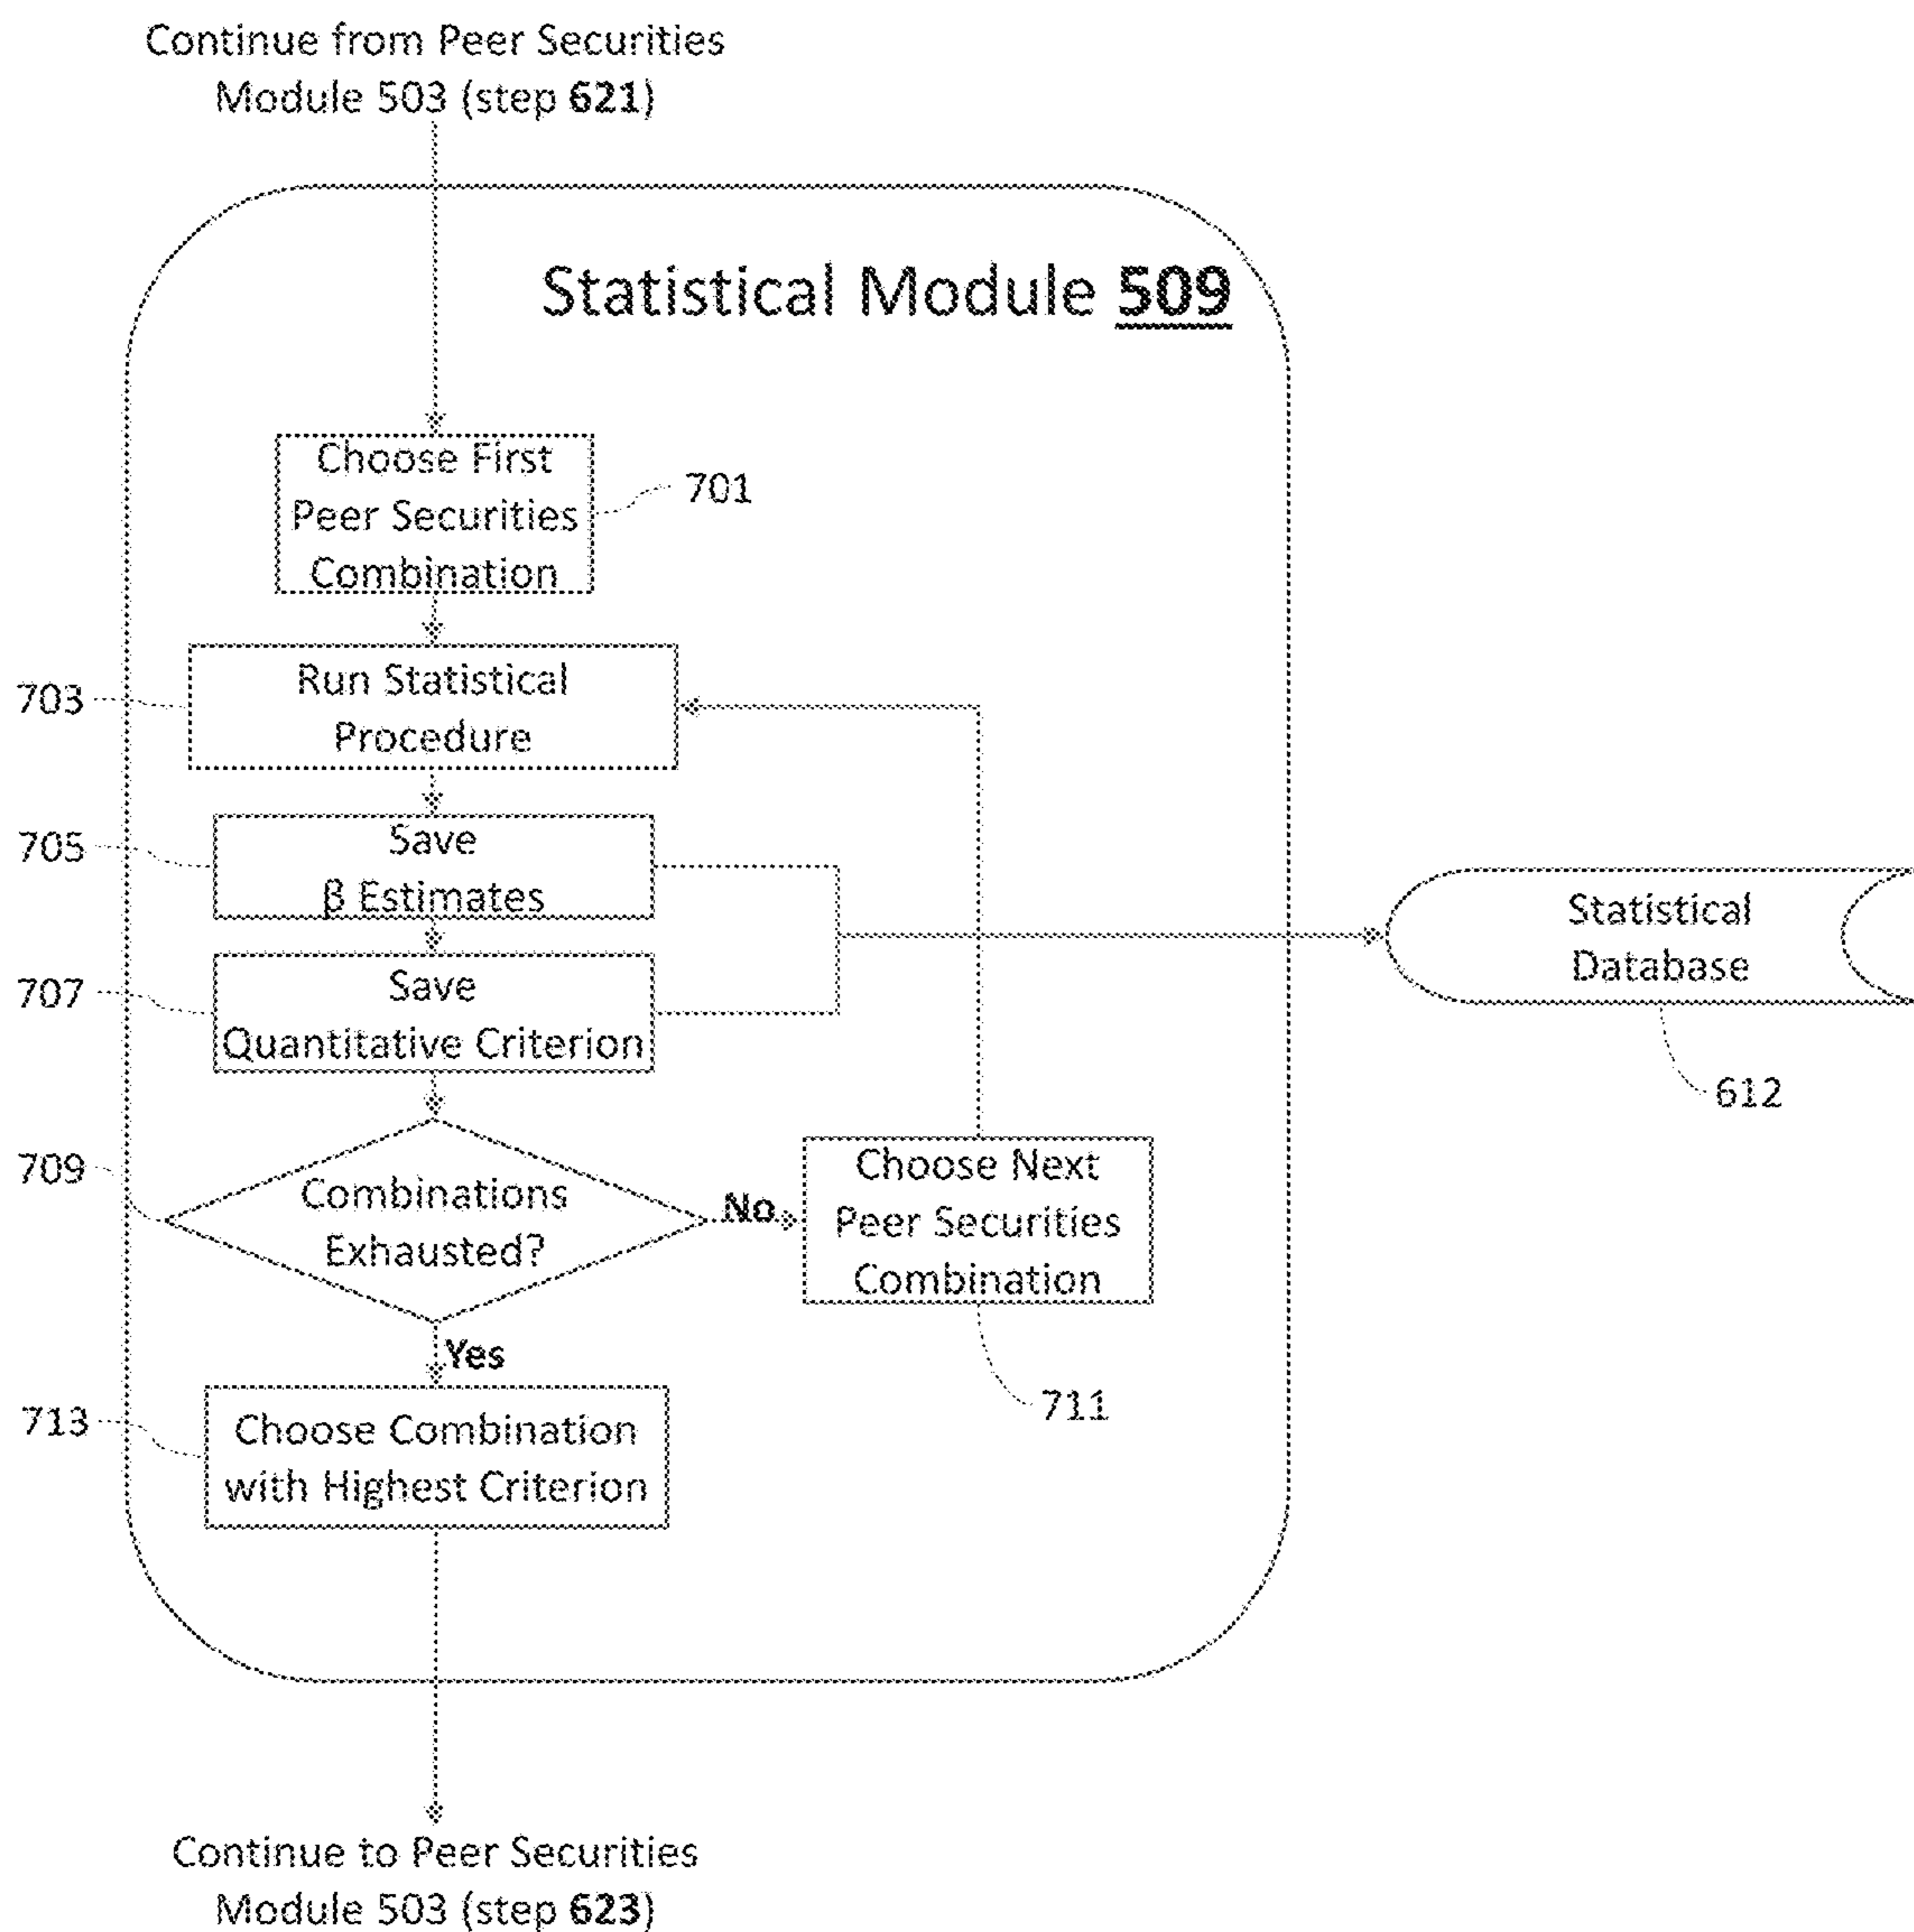 Continue from Peer Securities
Module 503 (step 621)
Statistical Module 509
Choose First
Peer Securities
Combination
701
703
Run Statistical
Procedure
705
Save
β Estimates
Statistical
Database
612
707
Save
Quantitative Criterion
709
Combinations
Exhausted?
No
Choose Next
Peer Securities
Combination
711
Yes
713
Choose Combination
with Highest Criterion
Continue to Peer Securities
Module 503 (step 623)